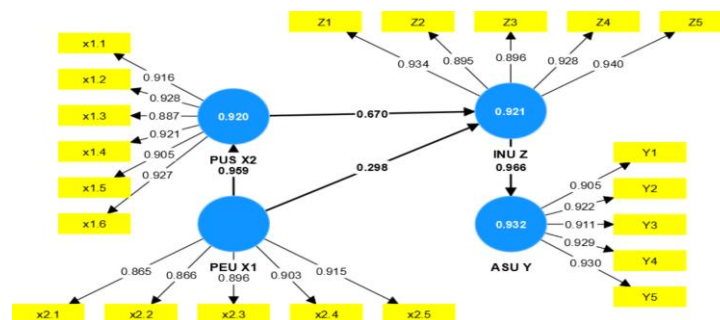 Z1 Z2 Z3 Z4 Z5
x1.1
0.934 0.895 0.896 0.928 0.940
x1.2
0.916
0.928
x1.3
0.887
0.920
0.670
0.921
x1.4
0.921
0.905
PUS X2
INU Z
x1.5
0.927
0.959
0.298
0.966
Y1
x1.6
0.905
Y2
0.922
0.932
0.911
Y3
0.929
PEU X1
ASU Y
0.930
Y4
0.865 0.866 0.896 0.903 0.915
Y5
x2.1 x2.2 x2.3 x2.4 x2.5